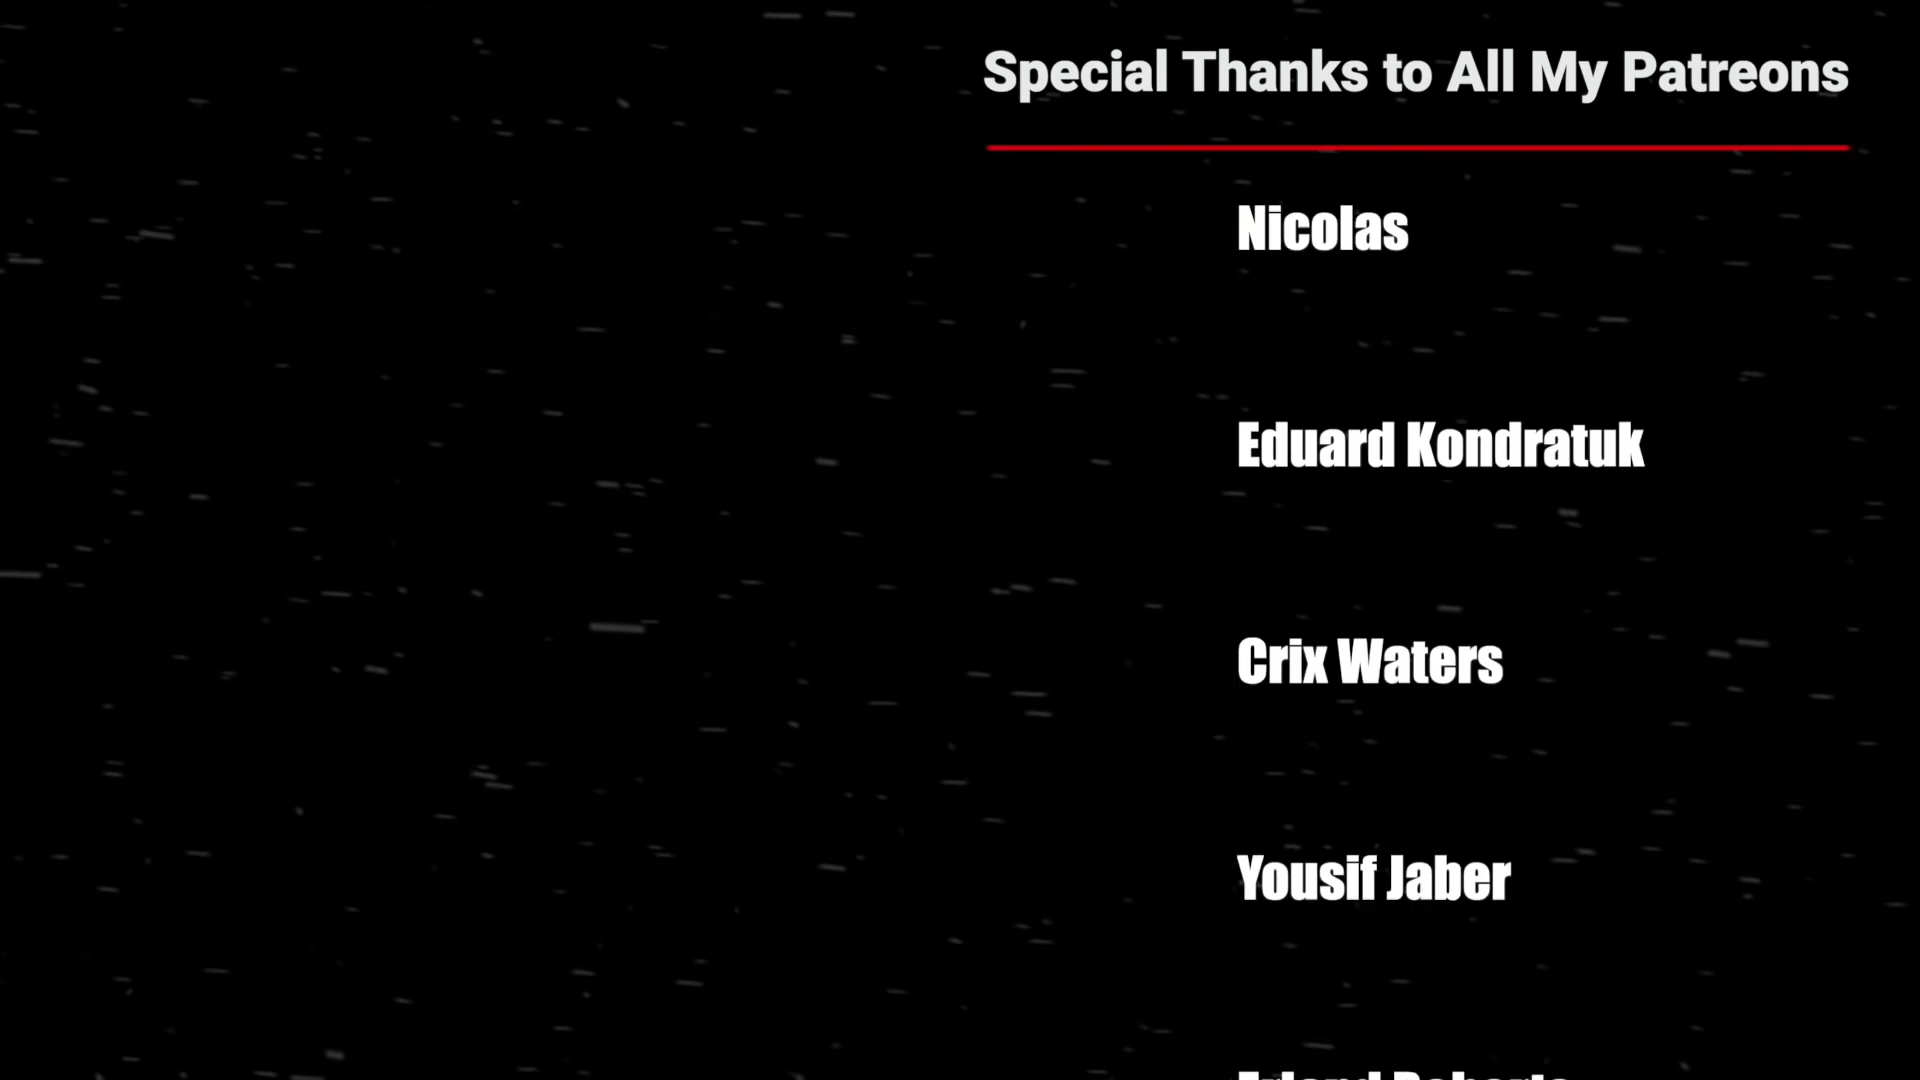 Special Thanks to All My Patreons
Nicolas
Eduard Kondratuk
Crix Waters
Yousif Jaber